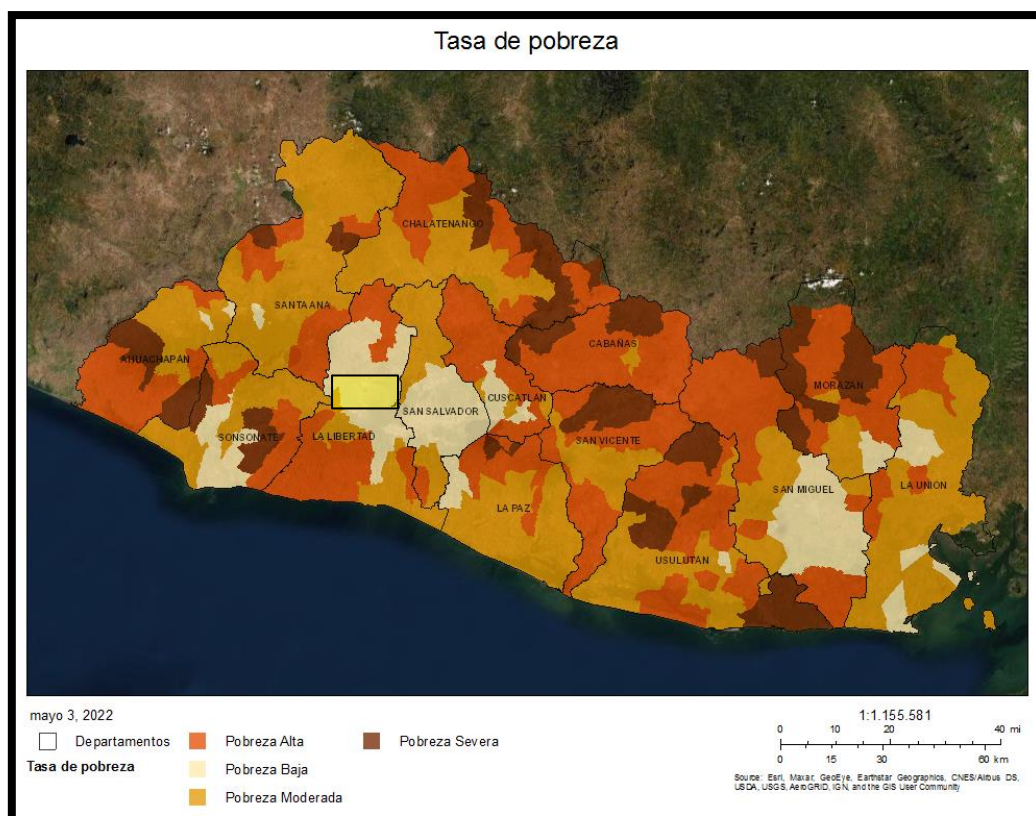 Tasa de pobreza
CHALATENANGO
SANTA ANA
CABAÑAS
AHUACHAPAN
MORAZAN
CUSCATLAN
SAN SALVADOR
SONSONATE
LA LIBERTAD
SAN VICENTE
SAN MIGUEL
LA UNION
LA PAZ
USULUTAN
mayo 3, 2022
1:1.155.581
0 10 20 40 mi
0 15 30 60 km
Departamentos
Pobreza Alta
Pobreza Severa
Tasa de pobreza
Pobreza Baja
Pobreza Moderada
Source: Esri, Maxar, GeoEye, Earthstar Geographics, CNES/Airbus DS,
USDA, USGS, AeroGRID, IGN, and the GIS User Community